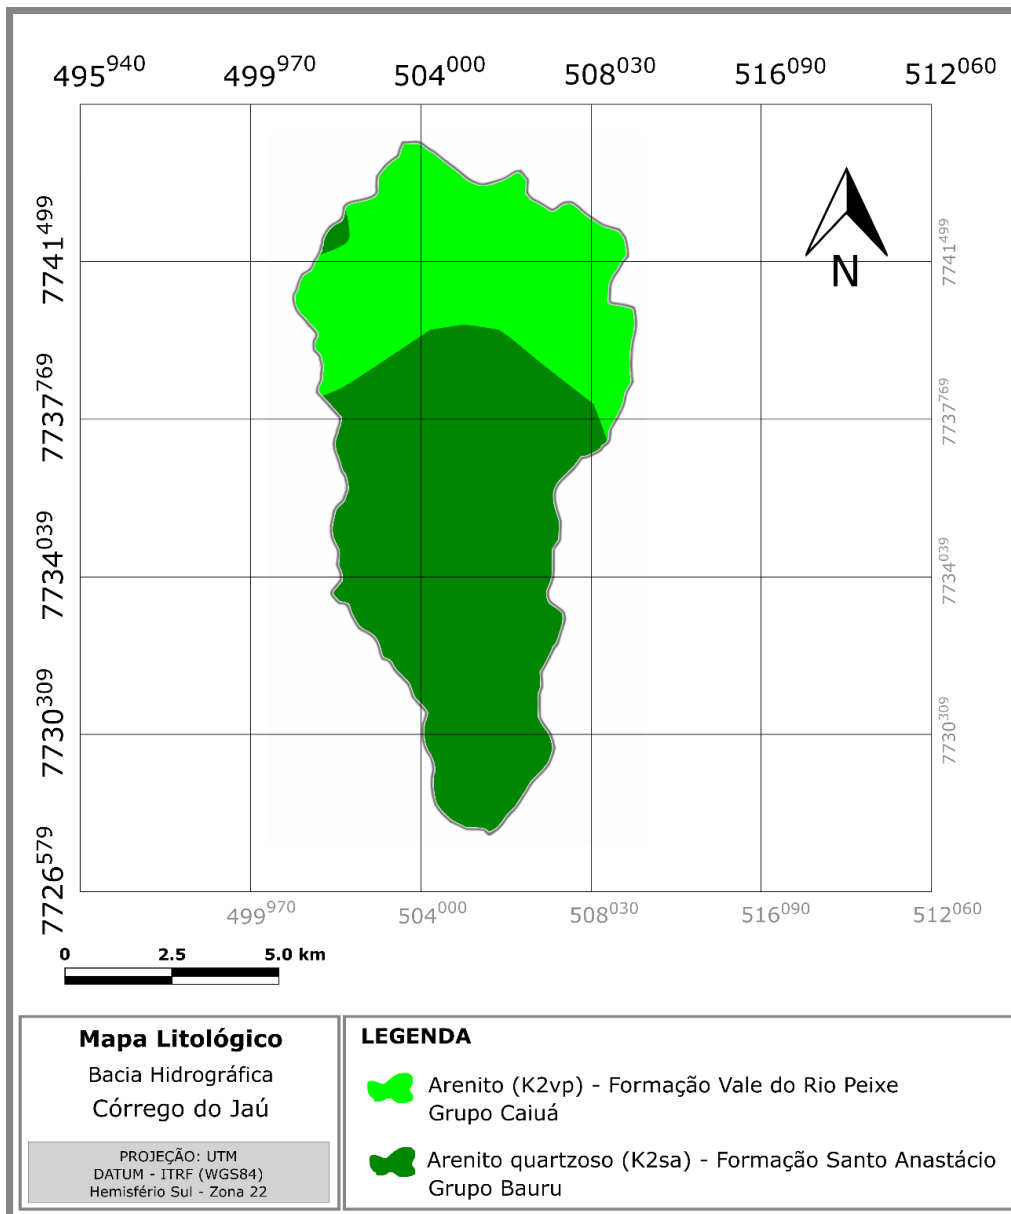 495940 499970 504000 508030 516090 512060
7741499
7737769
7734039
7730309
7726579
7741499
7737769
7734039
7730309
N
499970 504000 508030 516090 512060
0 2.5 5.0 km
Mapa Litológico
Bacia Hidrográfica
Córrego do Jaú
PROJEÇÃO: UTM
DATUM - ITRF (WGS84)
Hemisfério Sul - Zona 22
LEGENDA
Arenito (K2vp) - Formação Vale do Rio Peixe
Grupo Caiuá
Arenito quartzoso (K2sa) - Formação Santo Anastácio
Grupo Bauru